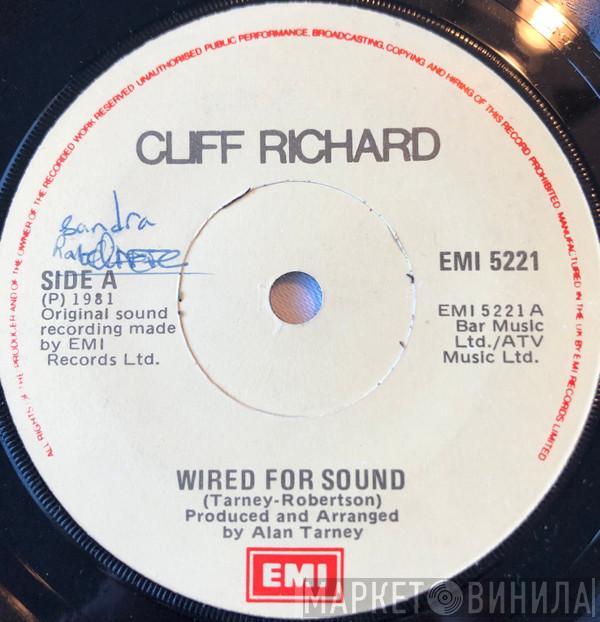 ALL RIGHTS OF THE PRODUCER AND OF THE OWNER OF THE RECORDED WORK RESERVED UNAUTHORISED PUBLIC PERFORMANCE, BROADCASTING, COPYING AND HIRING OF THIS RECORD PROHIBITED MANUFACTURED IN THE UK BY EMI RECORDS LIMITED
CLIFF RICHARD
Sandra
SIDE A
(P) 1981
Original sound
recording made
by EMI
Records Ltd.
EMI 5221
EMI 5221 A
Bar Music
Ltd./ATV
Music Ltd.
WIRED FOR SOUND
(Tarney-Robertson)
Produced and Arranged
by Alan Tarney
EMI
МАРКЕТ ВИНИЛА